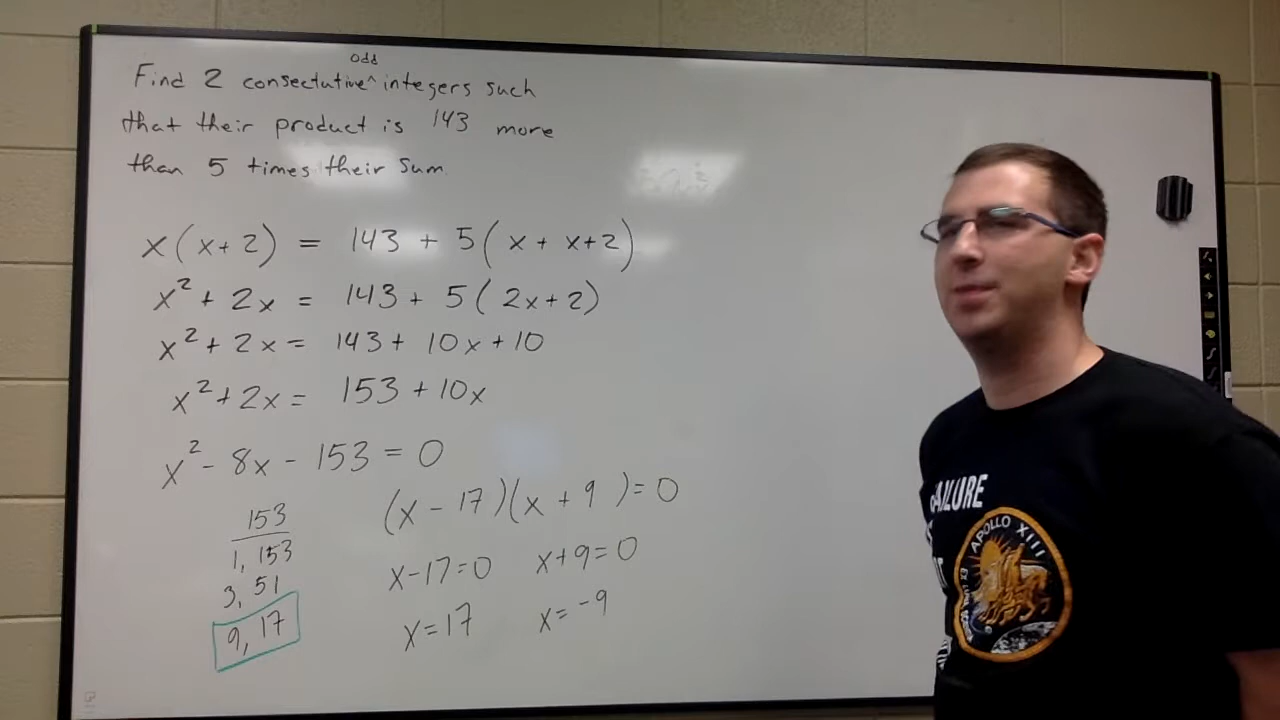 odd
Find 2 consectutive^integers such
that their product is 143 more
than 5 times their sum.
x(x+2) = 143 + 5(x + x+2)
x² + 2x = 143 + 5(2x+2)
x² + 2x = 143 + 10x + 10
x² + 2x = 153 + 10x
x² - 8x - 153 = 0
(x - 17)(x + 9) = 0
153
1, 153
3, 51
9, 17
x-17=0 x+9=0
x=17 x=-9
AILURE
APOLLO XIII